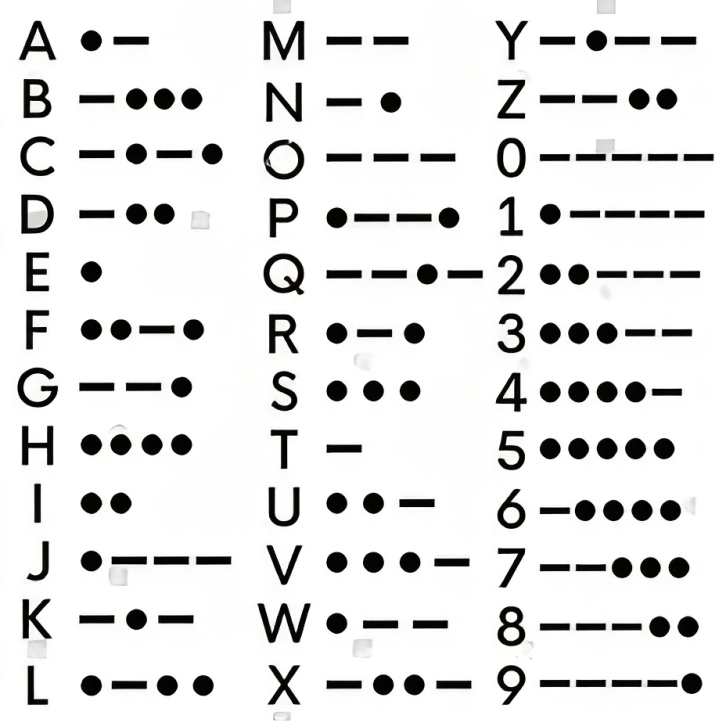 A ●—
B —●●●
C —●—●
D —●●
E ●
F ●●—●
G ——●
H ●●●●
I ●●
J ●———
K —●—
L ●—●●
M ——
N —●
O ———
P ●——●
Q ——●—
R ●—●
S ●●●
T —
U ●●—
V ●●●—
W ●——
X —●●—
Y —●——
Z ——●●
0 —————
1 ●————
2 ●●———
3 ●●●——
4 ●●●●—
5 ●●●●●
6 —●●●●
7 ——●●●
8 ———●●
9 ————●